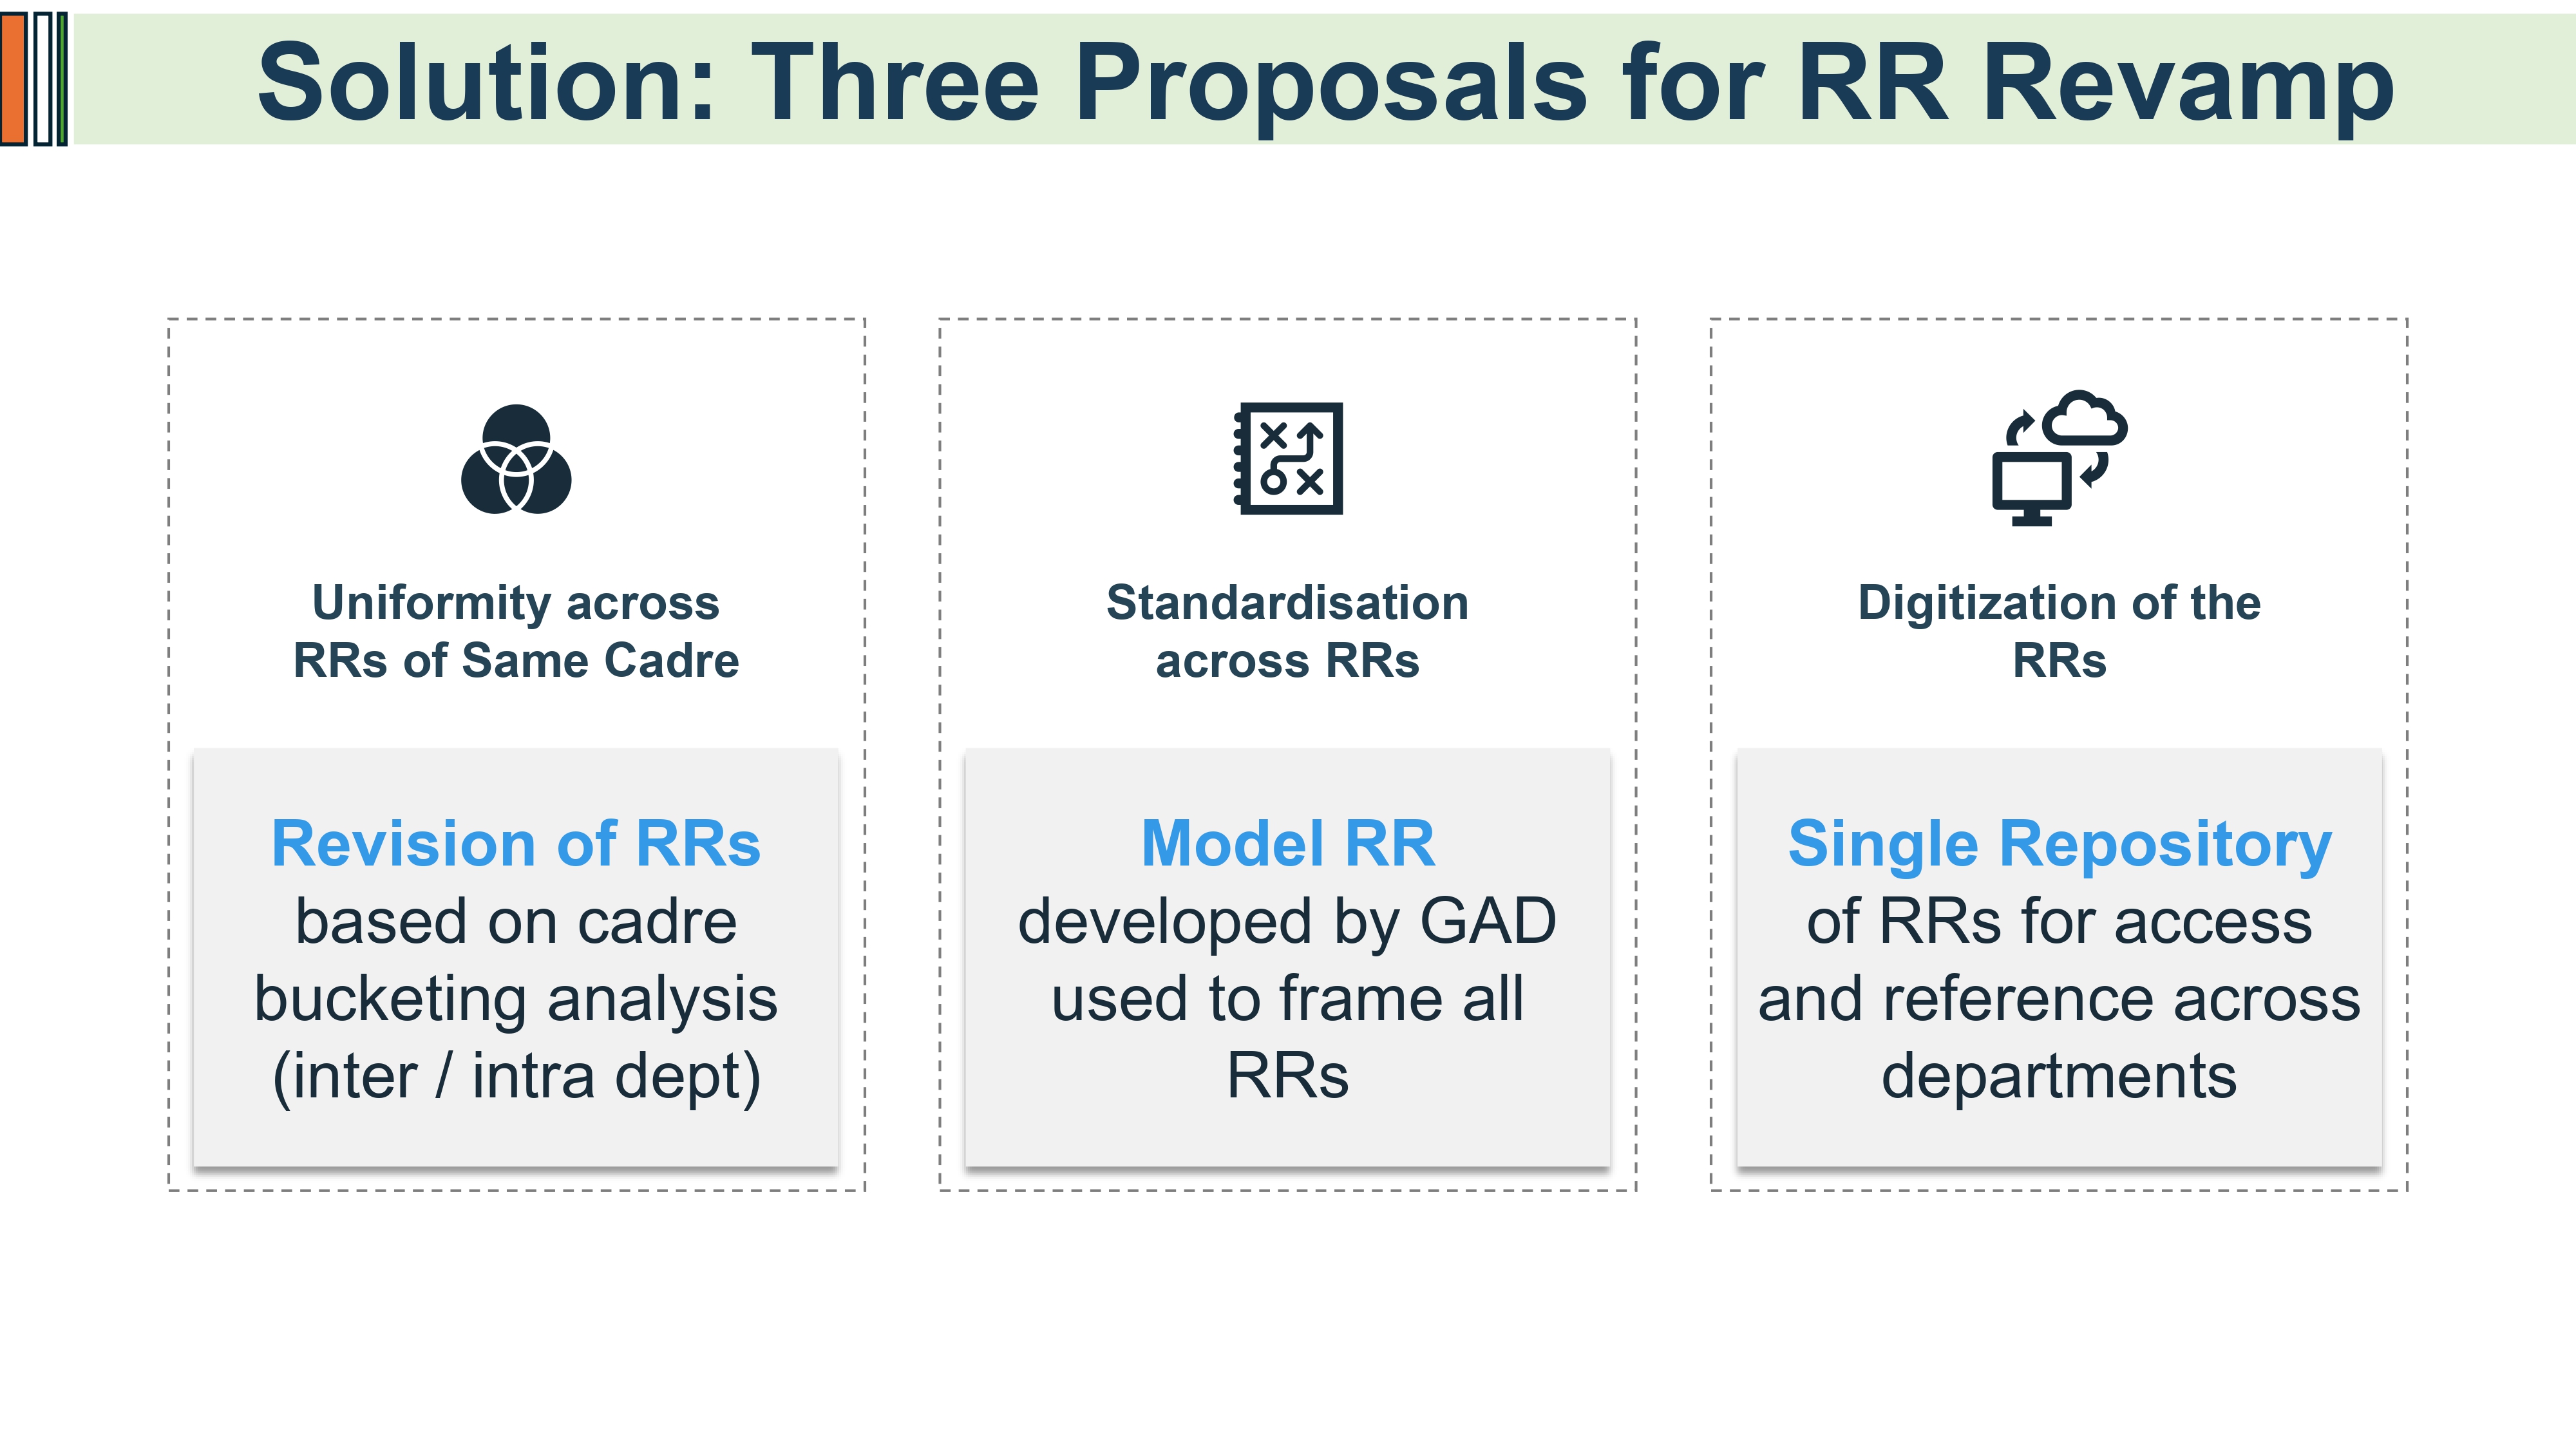 Solution: Three Proposals for RR Revamp
Uniformity across
RRs of Same Cadre
Revision of RRs
based on cadre
bucketing analysis
(inter / intra dept)
Standardisation
across RRs
Model RR
developed by GAD
used to frame all
RRs
Digitization of the
RRs
Single Repository
of RRs for access
and reference across
departments